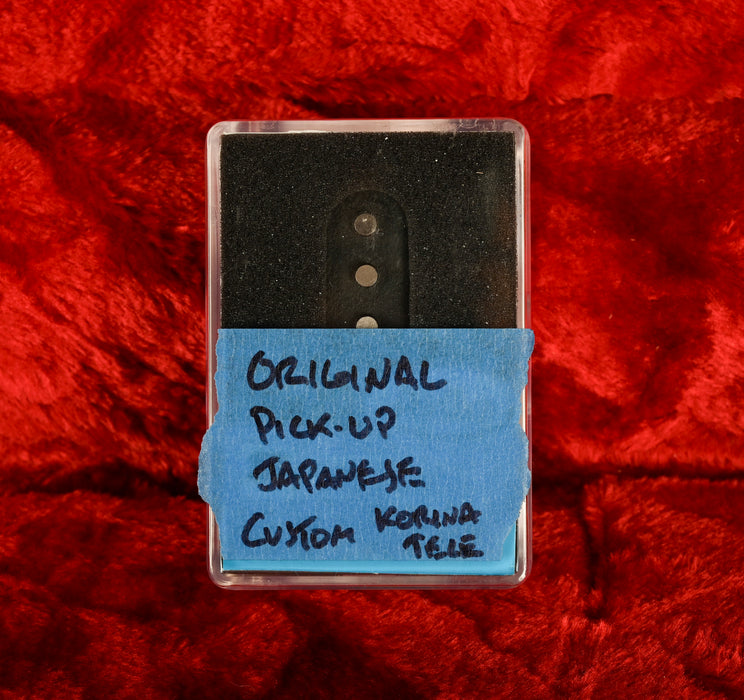 ORIGINAL
PICK-UP
JAPANESE
CUSTOM KORINA
TELE